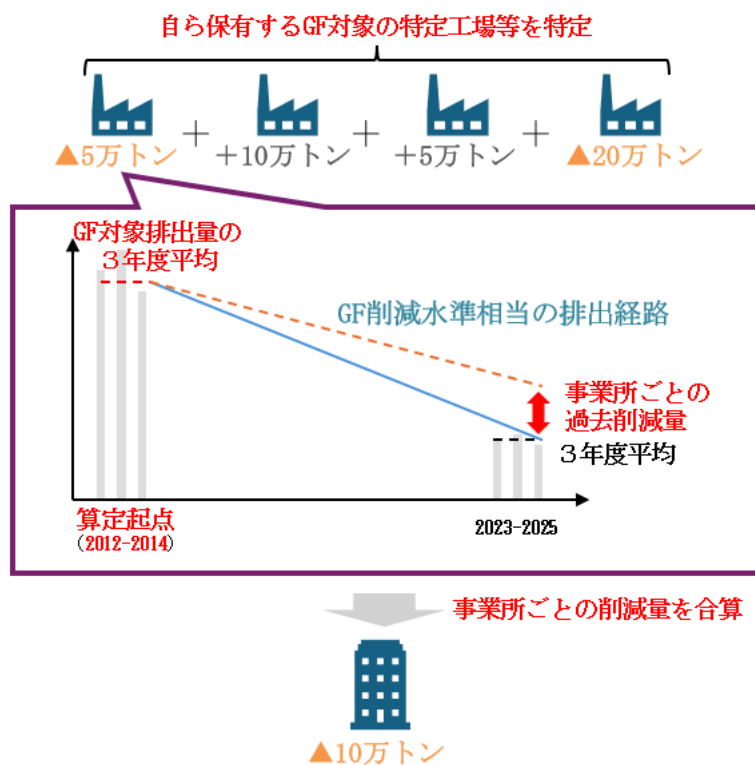 自ら保有するGF対象の特定工場等を特定
▲5万トン + +10万トン + +5万トン + ▲20万トン
GF対象排出量の
3年度平均
GF削減水準相当の排出経路
事業所ごとの
過去削減量
3年度平均
算定起点
(2012-2014)
2023-2025
事業所ごとの削減量を合算
▲10万トン